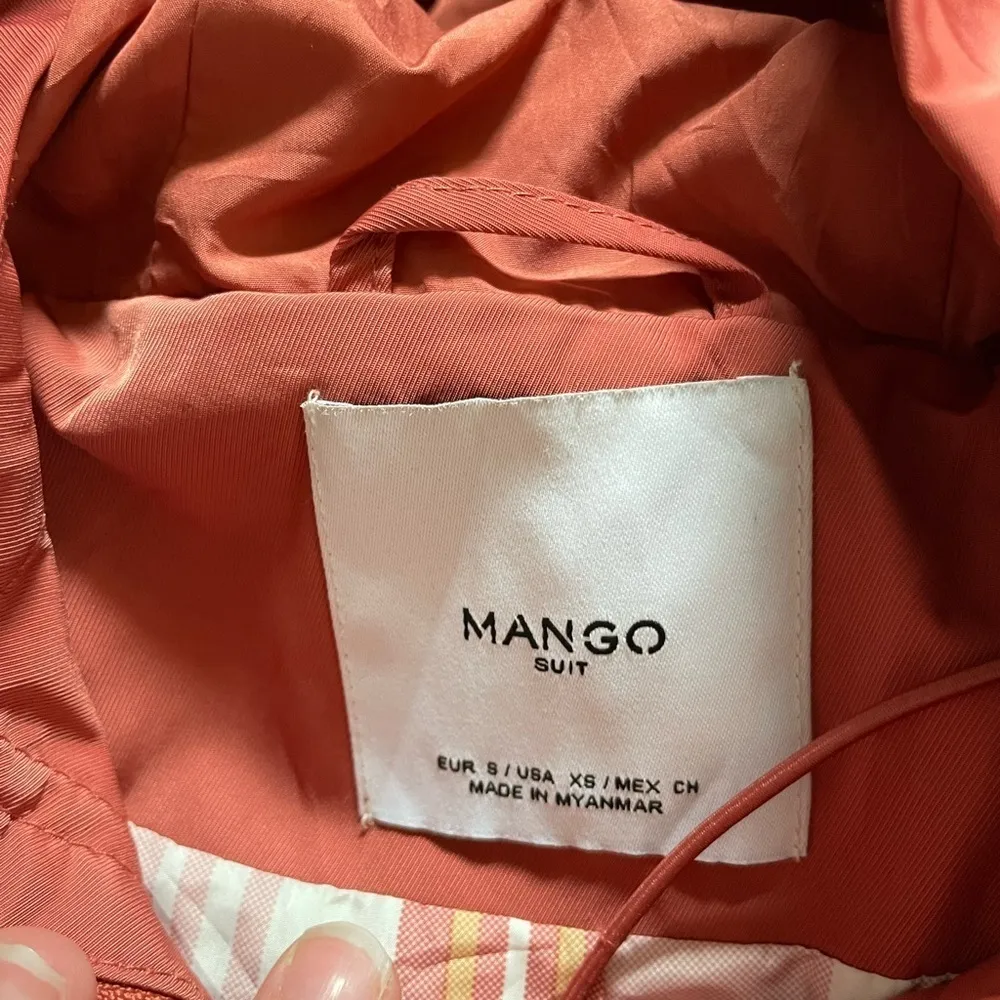 MANGO
SUIT
EUR S / USA XS / MEX CH
MADE IN MYANMAR